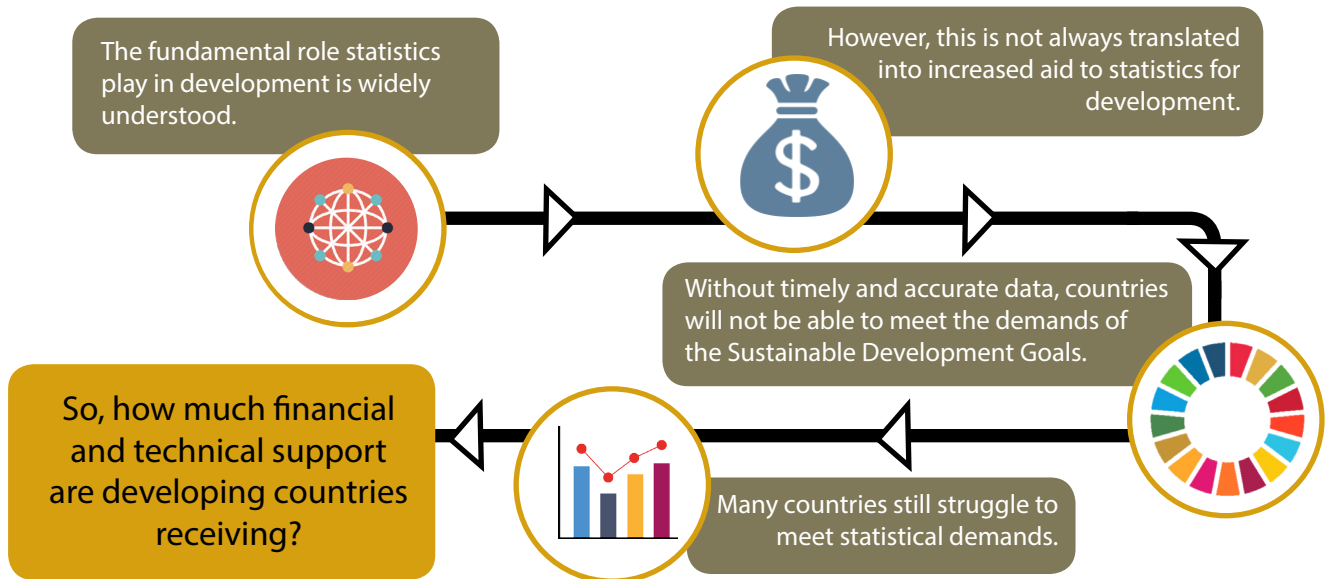 The fundamental role statistics
play in development is widely
understood.
However, this is not always translated
into increased aid to statistics for
development.
$
Without timely and accurate data, countries
will not be able to meet the demands of
the Sustainable Development Goals.
Many countries still struggle to
meet statistical demands.
So, how much financial
and technical support
are developing countries
receiving?